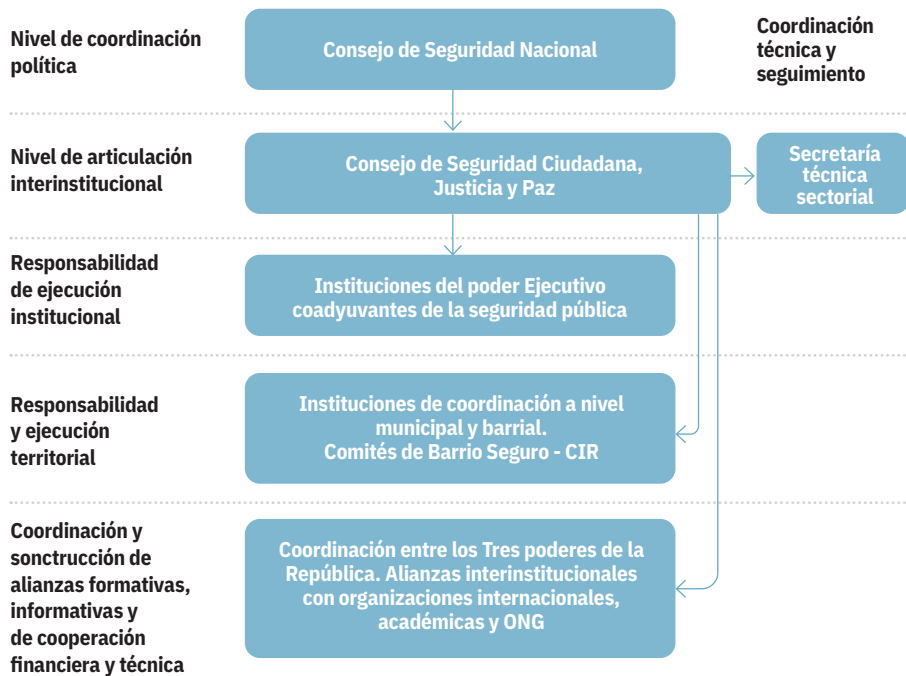 Nivel de coordinación
política
Consejo de Seguridad Nacional
Coordinación
técnica y
seguimiento
Nivel de articulación
interinstitucional
Consejo de Seguridad Ciudadana,
Justicia y Paz
Secretaría
técnica
sectorial
Responsabilidad
de ejecución
institucional
Instituciones del poder Ejecutivo
coadyuvantes de la seguridad pública
Responsabilidad
y ejecución
territorial
Instituciones de coordinación a nivel
municipal y barrial.
Comités de Barrio Seguro - CIR
Coordinación y
sonctrucción de
alianzas formativas,
informativas y
de cooperación
financiera y técnica
Coordinación entre los Tres poderes de la
República. Alianzas interinstitucionales
con organizaciones internacionales,
académicas y ONG